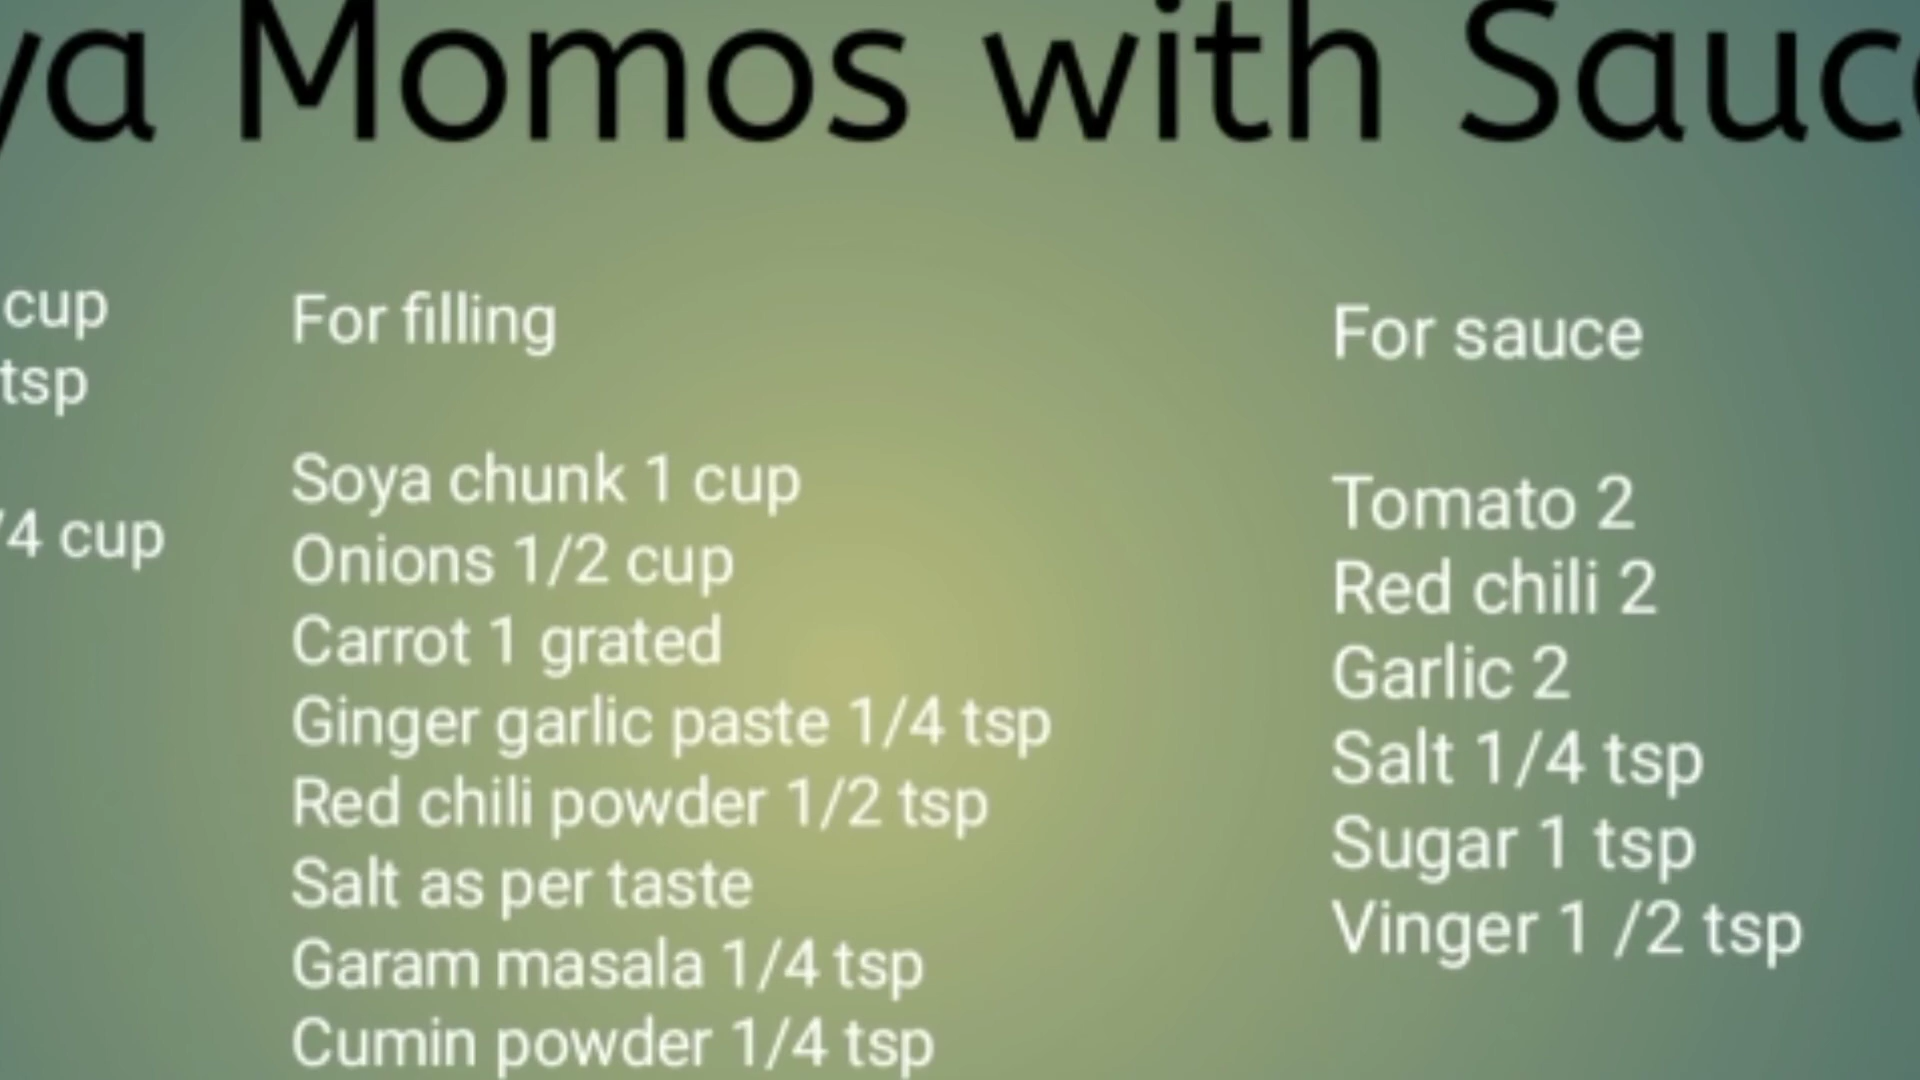 ya Momos with Sauc
cup
tsp
/4 cup
For filling
Soya chunk 1 cup
Onions 1/2 cup
Carrot 1 grated
Ginger garlic paste 1/4 tsp
Red chili powder 1/2 tsp
Salt as per taste
Garam masala 1/4 tsp
Cumin powder 1/4 tsp
For sauce
Tomato 2
Red chili 2
Garlic 2
Salt 1/4 tsp
Sugar 1 tsp
Vinger 1 /2 tsp